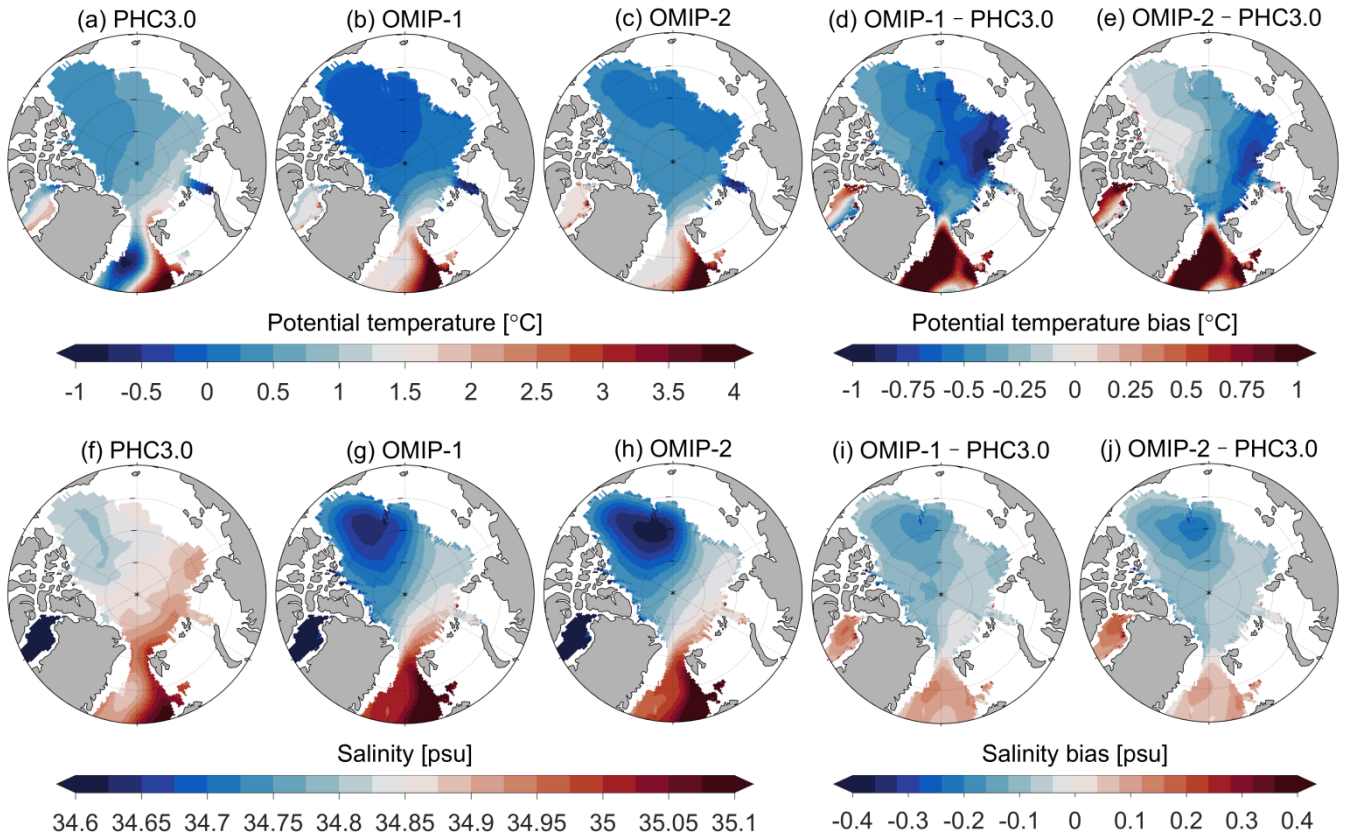 (a) PHC3.0 (b) OMIP-1 (c) OMIP-2 (d) OMIP-1 − PHC3.0 (e) OMIP-2 − PHC3.0
Potential temperature [°C] Potential temperature bias [°C]
-1 -0.5 0 0.5 1 1.5 2 2.5 3 3.5 4 -1 -0.75 -0.5 -0.25 0 0.25 0.5 0.75 1
(f) PHC3.0 (g) OMIP-1 (h) OMIP-2 (i) OMIP-1 − PHC3.0 (j) OMIP-2 − PHC3.0
Salinity [psu] Salinity bias [psu]
34.6 34.65 34.7 34.75 34.8 34.85 34.9 34.95 35 35.05 35.1 -0.4 -0.3 -0.2 -0.1 0 0.1 0.2 0.3 0.4